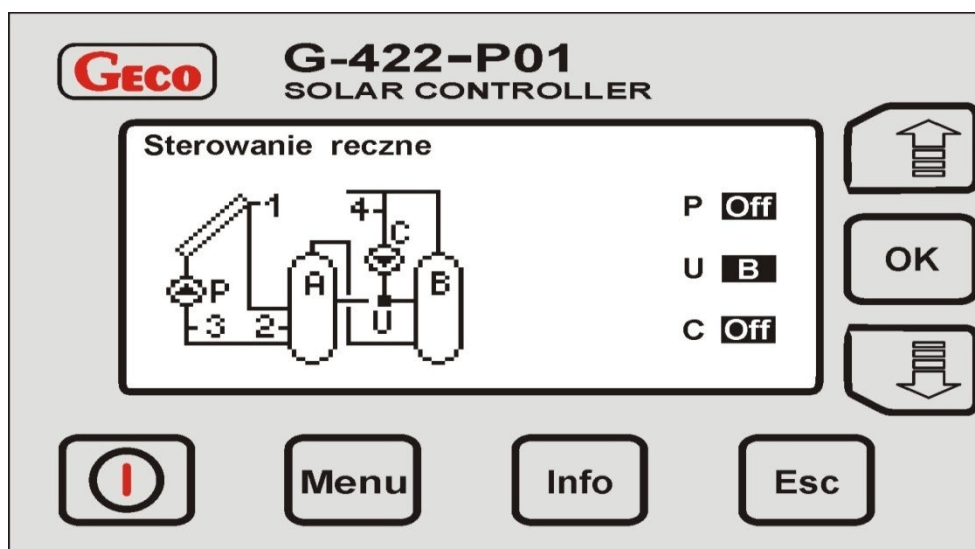 GECO
G-422-P01
SOLAR CONTROLLER
Sterowanie reczne
1
4
C
P Off
P
A
B
U B
OK
3
2
U
C Off
Menu
Info
Esc